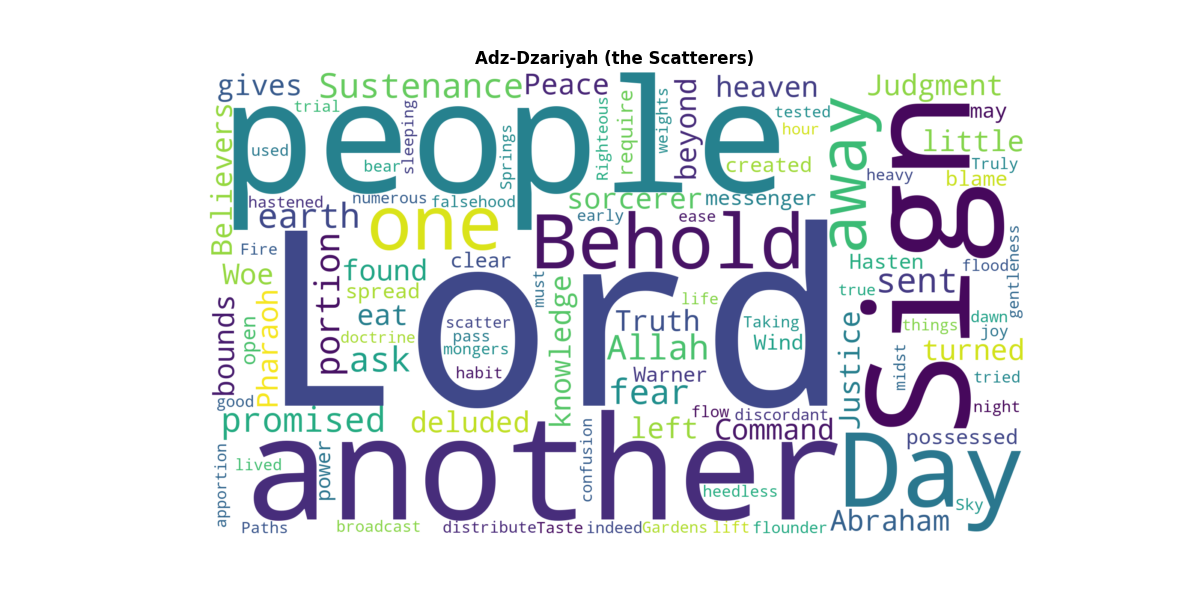 Adz-Dzariyah (the Scatterers)
gives
Sustenance
Peace
people
heaven
Judgment
trial
sleeping
Righteous
require
weights
beyond
tested
hour
away
Sign
may
little
Truly
Believers
used
bear
Springs
created
heavy
blame
hastened
numerous
falsehood
sorcerer
messenger
earth
one
early
ease
Behold
Fire
clear
Lord
Hasten
sent
flood
gentleness
Woe
portion
found
must
knowledge
spread
life
true
bounds
open
Pharaoh
eat
scatter
Truth
Taking
things
dawn
joy
doctrine
pass
mongers
Allah
Wind
Justice
midst
turned
ask
habit
Warner
tried
good
fear
flow
discordant
night
promised
deluded
left
Command
another
Day
possessed
apportion
lived
power
confusion
heedless
Sky
Paths
broadcast
distribute
Taste
indeed
Gardens
lift
flounder
Abraham